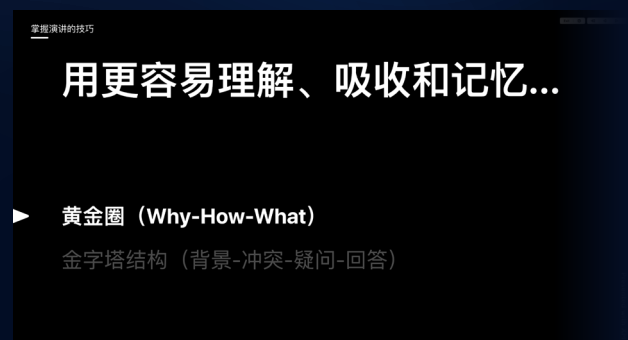 掌握演讲的技巧
用更容易理解、吸收和记忆...
黄金圈（Why-How-What）
金字塔结构（背景-冲突-疑问-回答）